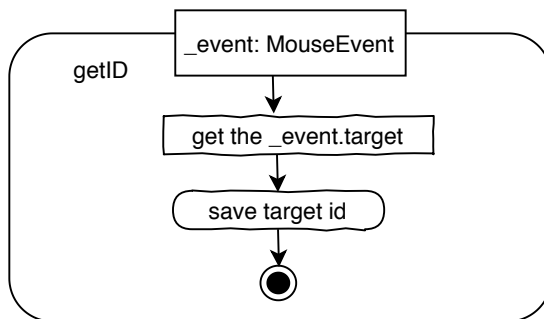 _event: MouseEvent
getID
get the _event.target
save target id